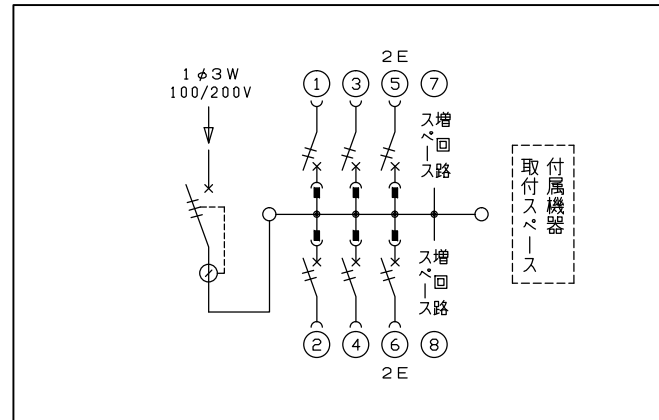 2E
1φ3W
100/200V
① ③ ⑤ ⑦
増回路
スペース
付属機器
取付スペース
増回路
スペース
② ④ ⑥ ⑧
2E